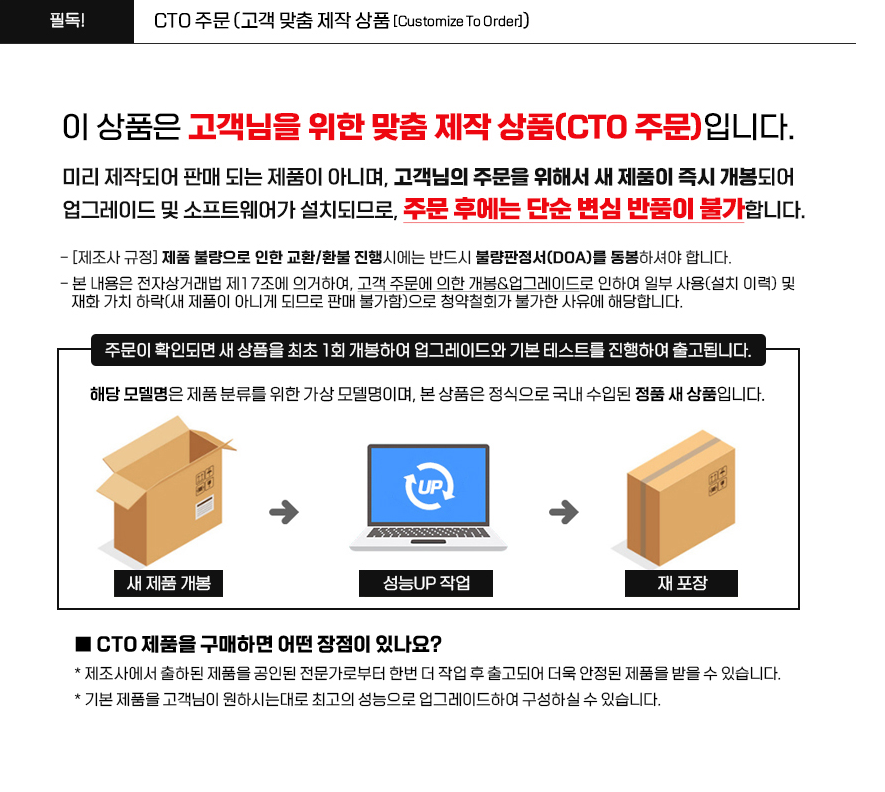 필독!
CTO 주문 (고객 맞춤 제작 상품 [Customize To Order])
이 상품은 고객님을 위한 맞춤 제작 상품(CTO 주문)입니다.
미리 제작되어 판매 되는 제품이 아니며, 고객님의 주문을 위해서 새 제품이 즉시 개봉되어
업그레이드 및 소프트웨어가 설치되므로, 주문 후에는 단순 변심 반품이 불가합니다.
- [제조사 규정] 제품 불량으로 인한 교환/환불 진행시에는 반드시 불량판정서(DOA)를 동봉하셔야 합니다.
- 본 내용은 전자상거래법 제17조에 의거하여, 고객 주문에 의한 개봉&업그레이드로 인하여 일부 사용(설치 이력) 및
재화 가치 하락(새 제품이 아니게 되므로 판매 불가함)으로 청약철회가 불가한 사유에 해당합니다.
주문이 확인되면 새 상품을 최초 1회 개봉하여 업그레이드와 기본 테스트를 진행하여 출고됩니다.
해당 모델명은 제품 분류를 위한 가상 모델명이며, 본 상품은 정식으로 국내 수입된 정품 새 상품입니다.
UP
새 제품 개봉
성능UP 작업
재 포장
■ CTO 제품을 구매하면 어떤 장점이 있나요?
* 제조사에서 출하된 제품을 공인된 전문가로부터 한번 더 작업 후 출고되어 더욱 안정된 제품을 받을 수 있습니다.
* 기본 제품을 고객님이 원하시는대로 최고의 성능으로 업그레이드하여 구성하실 수 있습니다.